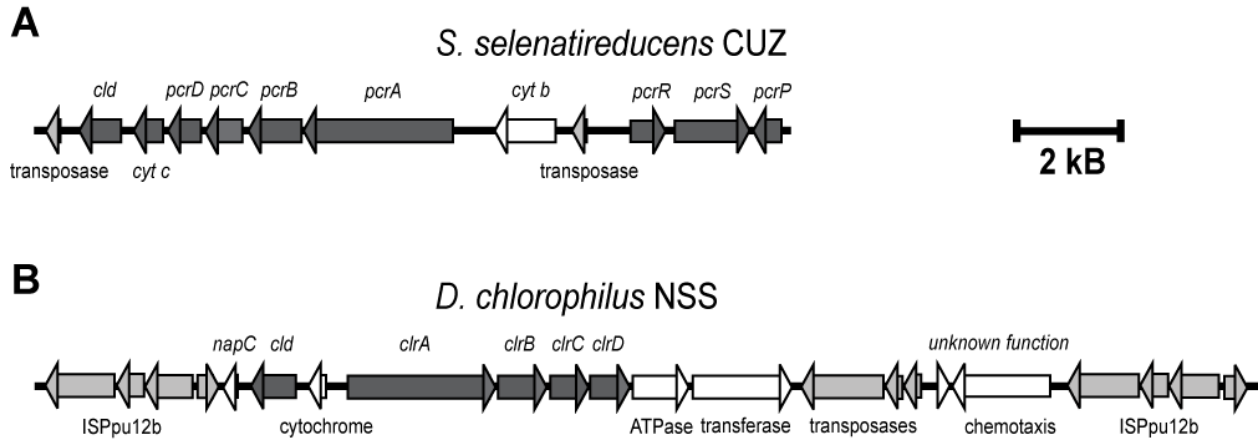 A
S. selenatireducens CUZ
cld pcrD pcrC pcrB pcrA cyt b pcrR pcrS pcrP
transposase cyt c transposase
2 kB
B
D. chlorophilus NSS
napC cld clrA clrB clrC clrD unknown function
ISPpu12b cytochrome ATPase transferase transposases chemotaxis ISPpu12b